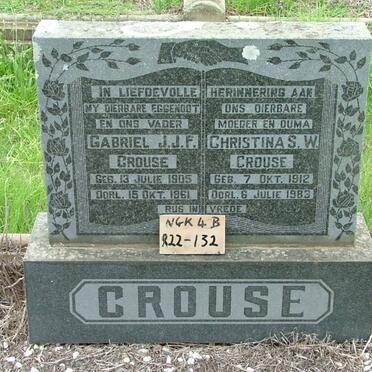 IN LIEFDEVOLLE
MY DIERBARE EGGENOOT
EN ONS VADER
GABRIEL J.J.F.
CROUSE
GEB. 13 JULIE 1905
OORL. 15 OKT. 1961
HERINNERING AAN
ONS DIERBARE
MOEDER EN OUMA
CHRISTINA S.W.
CROUSE
GEB. 7 OKT. 1912
OORL. 6 JULIE 1983
RUS IN VREDE
NGK 4 B
R22-132
CROUSE